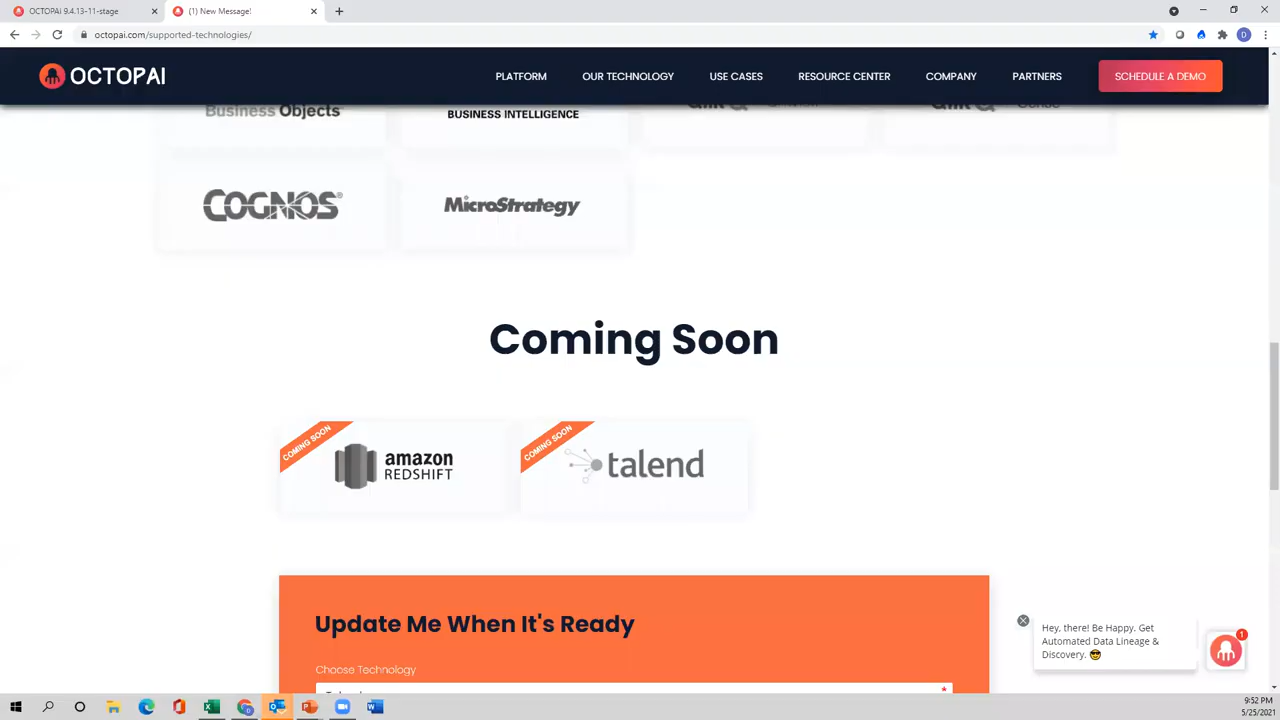 OCTOPAI 9.4.13-11-stage
(1) New Message!
octopai.com/supported-technologies/
D
OCTOPAI
PLATFORM
OUR TECHNOLOGY
USE CASES
RESOURCE CENTER
COMPANY
PARTNERS
SCHEDULE A DEMO
Business Objects
BUSINESS INTELLIGENCE
COGNOS®
MicroStrategy
Coming Soon
COMING SOON
amazon
REDSHIFT
COMING SOON
talend
Update Me When It's Ready
Choose Technology
*
Hey, there! Be Happy. Get
Automated Data Lineage &
Discovery. 😎
1
9:52 PM
5/25/2021